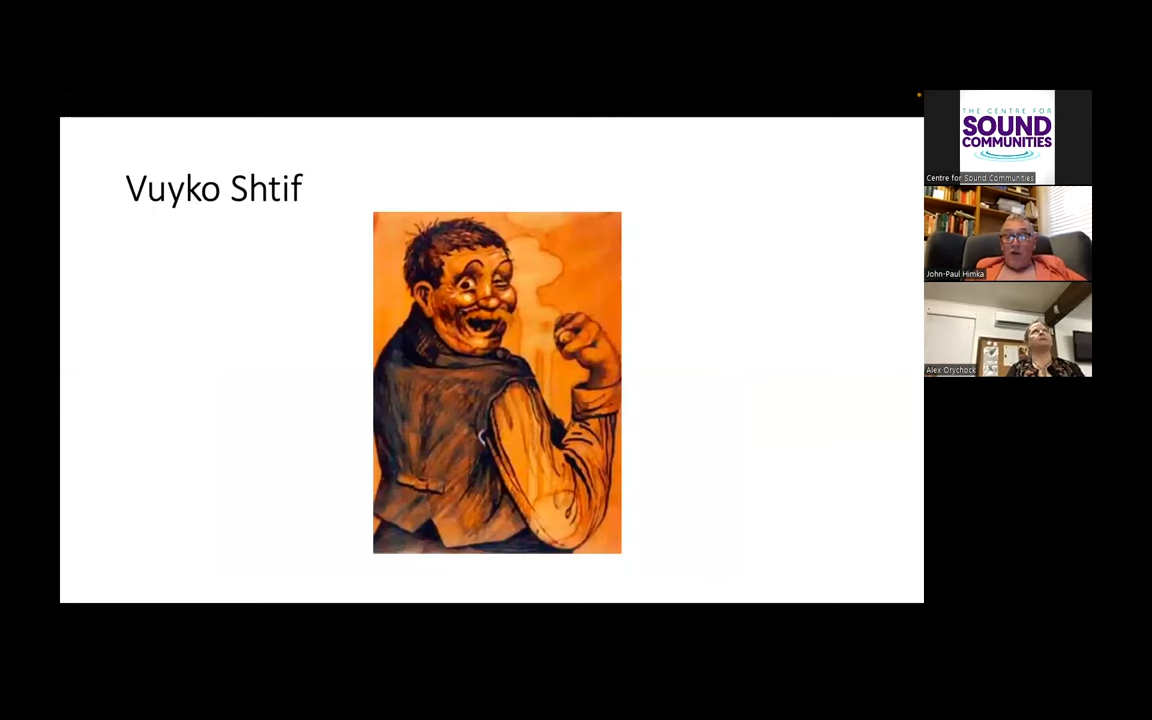 Vuyko Shtif
THE CENTRE FOR
SOUND
COMMUNITIES
Centre for Sound Communities
John-Paul Himka
Alex Orychock